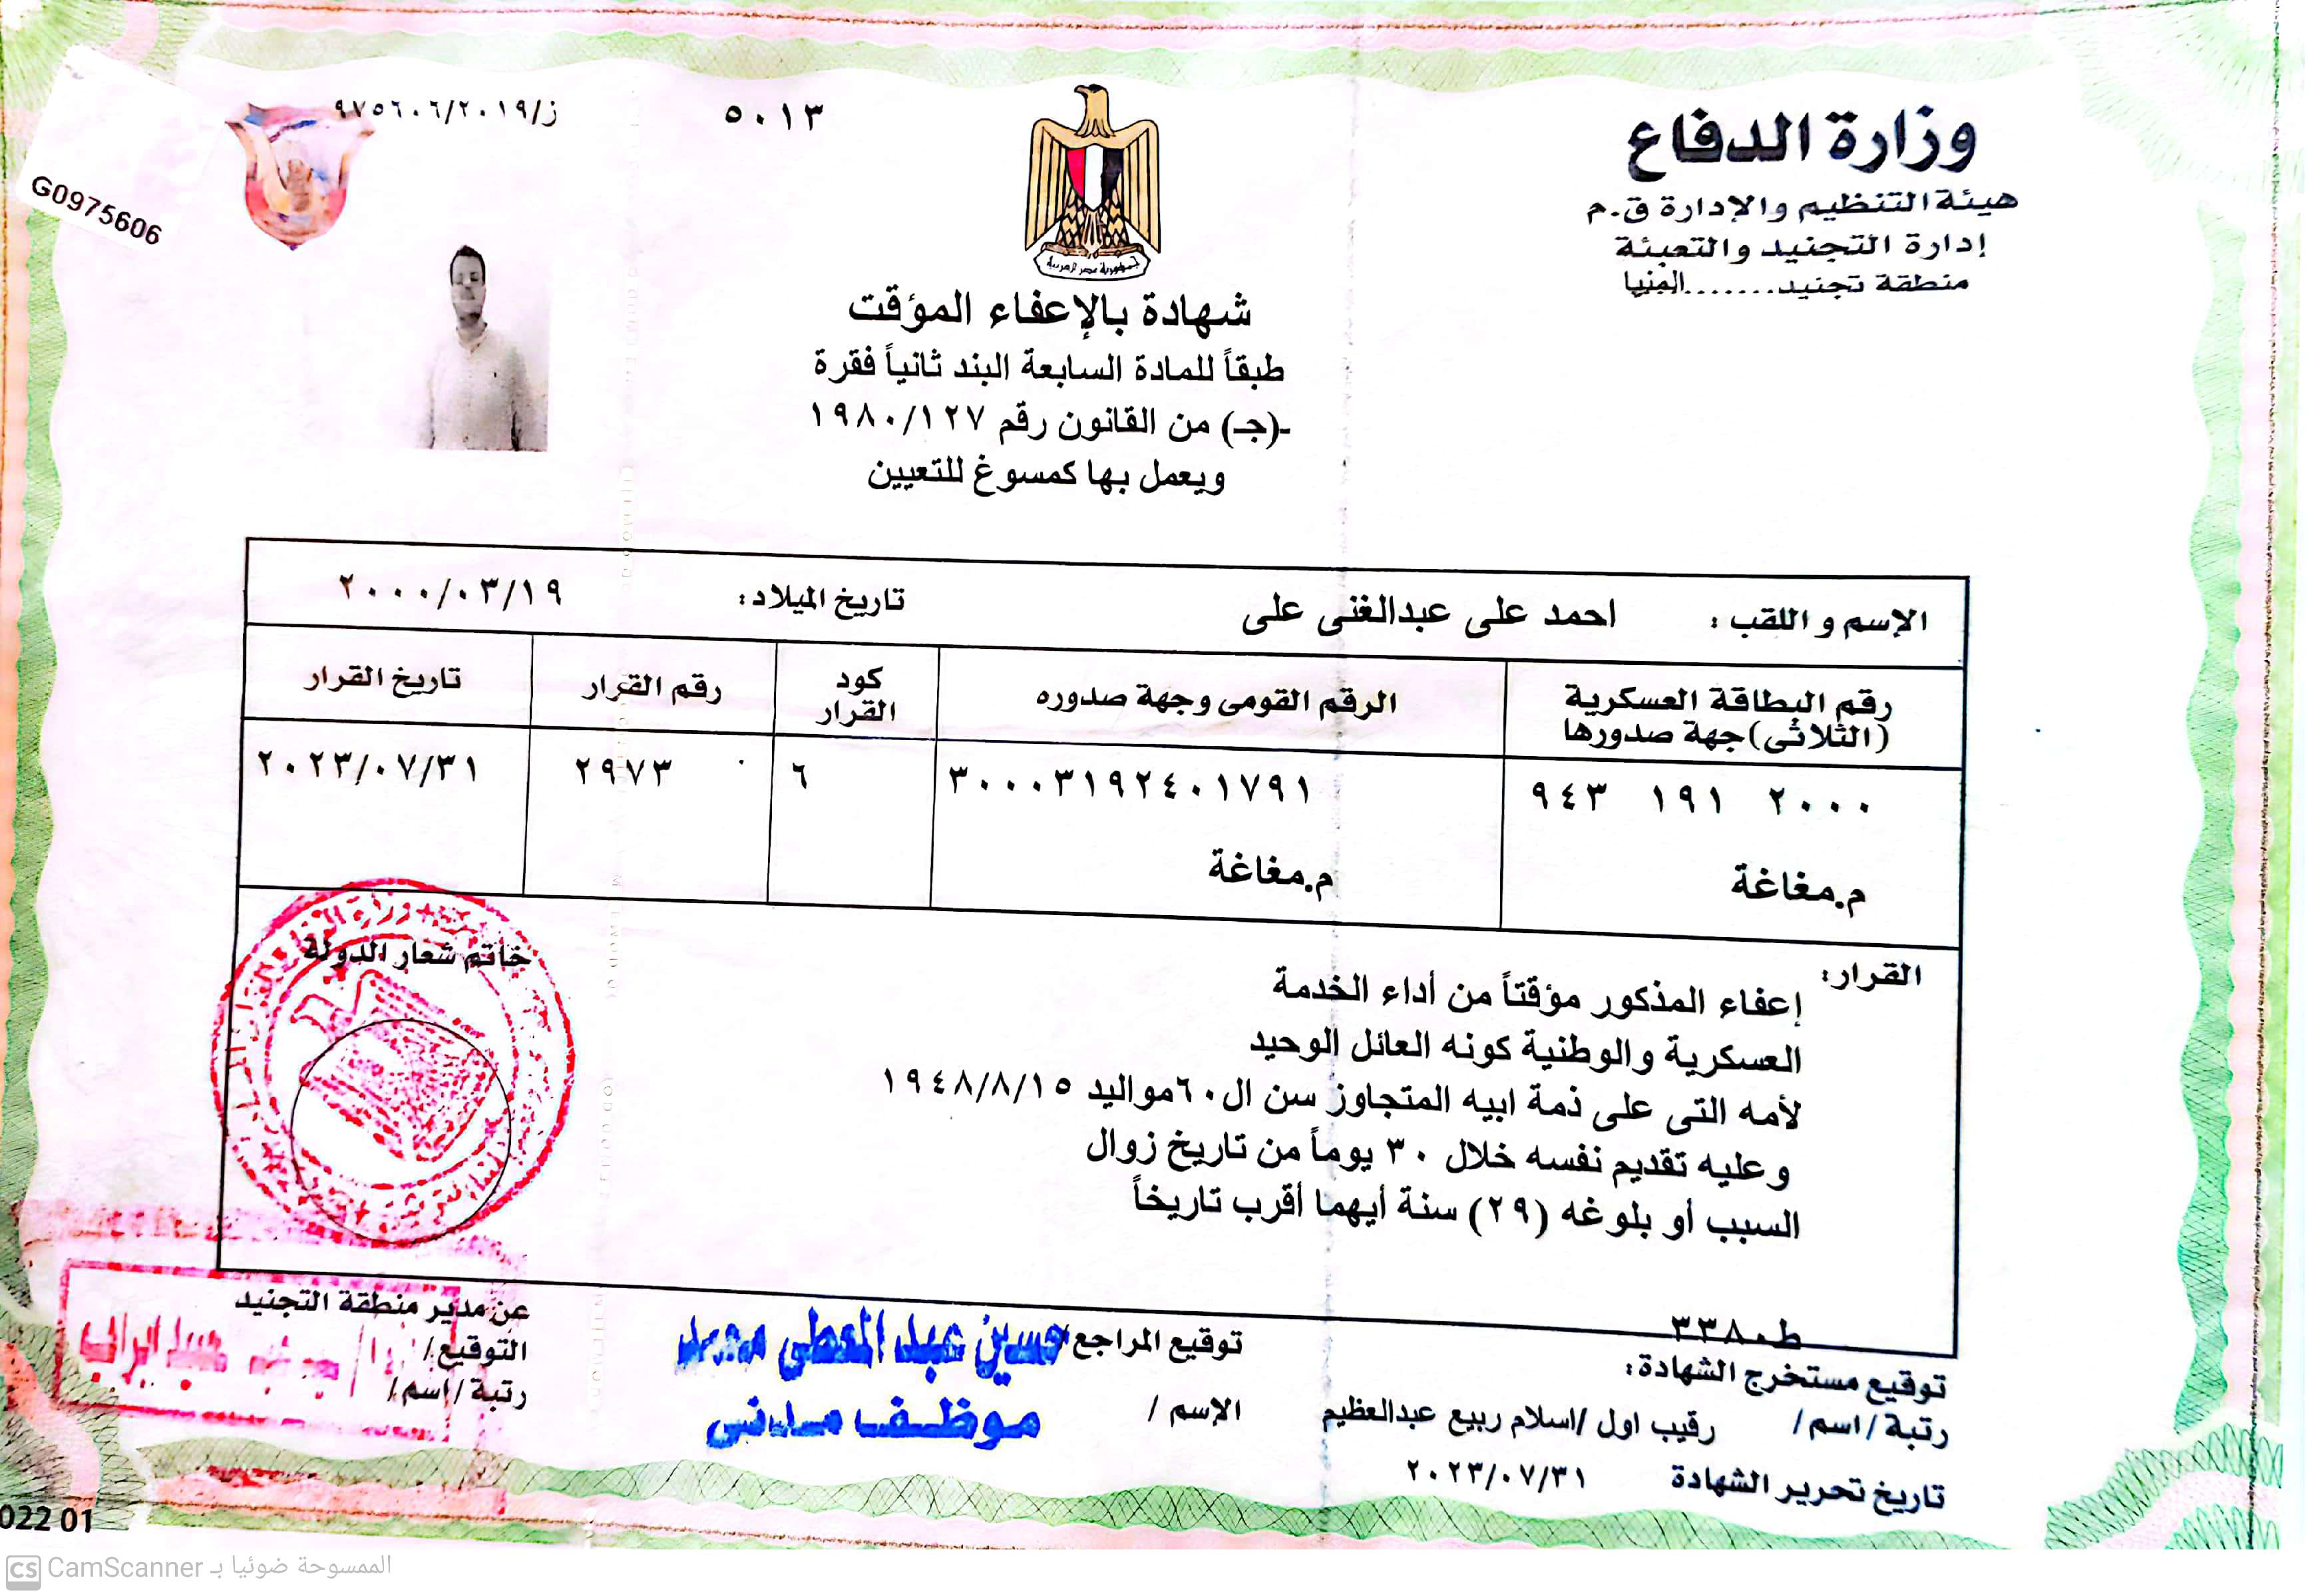 وزارة الدفاع
هيئة التنظيم والإدارة ق.م
إدارة التجنيد والتعبئة
منطقة تجنيد.......المنيا
٥٠١٣
ز/٩٧٥٦٠٦/٢٠١٩
G0975606
جمهورية مصر العربية
شهادة بالإعفاء المؤقت
طبقاً للمادة السابعة البند ثانياً فقرة
-(جـ) من القانون رقم ١٩٨٠/١٢٧
ويعمل بها كمسوغ للتعيين
الإسم و اللقب : احمد على عبدالغنى على تاريخ الميلاد: ٢٠٠٠/٠٣/١٩
رقم البطاقة العسكرية (الثلاثى)جهة صدورها
الرقم القومى وجهة صدوره
كود القرار
رقم القرار
تاريخ القرار
٩٤٣ ١٩١ ٢٠٠٠
م.مغاغة
٣٠٠٠٣١٩٢٤٠١٧٩١
م.مغاغة
٦
٢٩٧٣
٢٠٢٣/٠٧/٣١
القرار:
إعفاء المذكور مؤقتاً من أداء الخدمة
العسكرية والوطنية كونه العائل الوحيد
لأمه التى على ذمة ابيه المتجاوز سن ال٦٠مواليد ١٩٤٨/٨/١٥
وعليه تقديم نفسه خلال ٣٠ يوماً من تاريخ زوال
السبب أو بلوغه (٢٩) سنة أيهما أقرب تاريخاً
خاتم شعار الدولة
ط٣٣٨٠
توقيع مستخرج الشهادة:
رتبة/اسم/ رقيب اول /اسلام ربيع عبدالعظيم
تاريخ تحرير الشهادة ٢٠٢٣/٠٧/٣١
توقيع المراجع/ حسين عبد المعطى محمد
الإسم / موظف مدنى
عن مدير منطقة التجنيد
التوقيع/
رتبة/اسم/
022 01
CS CamScanner الممسوحة ضوئيا بـ